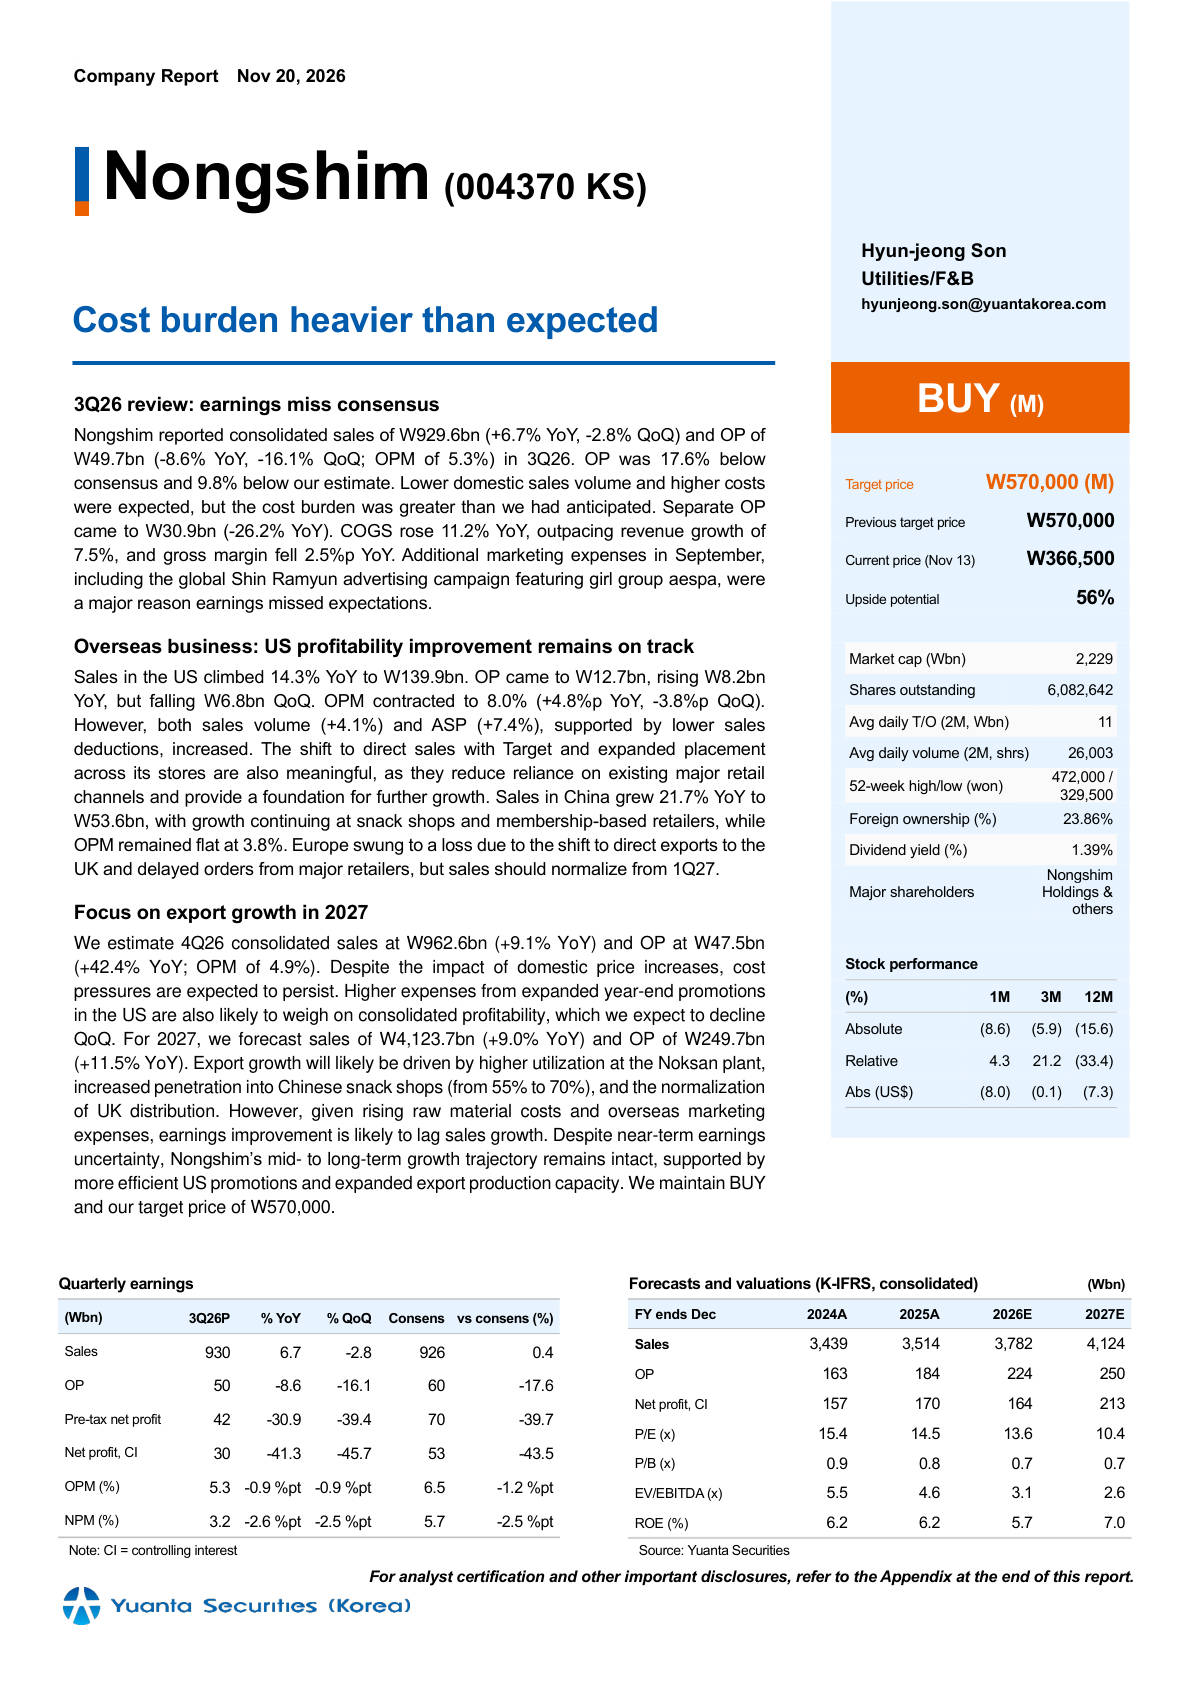 Company Report Nov 20, 2026
Nongshim (004370 KS)
Cost burden heavier than expected
3Q26 review: earnings miss consensus
Nongshim reported consolidated sales of W929.6bn (+6.7% YoY, -2.8% QoQ) and OP of
W49.7bn (-8.6% YoY, -16.1% QoQ; OPM of 5.3%) in 3Q26. OP was 17.6% below
consensus and 9.8% below our estimate. Lower domestic sales volume and higher costs
were expected, but the cost burden was greater than we had anticipated. Separate OP
came to W30.9bn (-26.2% YoY). COGS rose 11.2% YoY, outpacing revenue growth of
7.5%, and gross margin fell 2.5%p YoY. Additional marketing expenses in September,
including the global Shin Ramyun advertising campaign featuring girl group aespa, were
a major reason earnings missed expectations.
Overseas business: US profitability improvement remains on track
Sales in the US climbed 14.3% YoY to W139.9bn. OP came to W12.7bn, rising W8.2bn
YoY, but falling W6.8bn QoQ. OPM contracted to 8.0% (+4.8%p YoY, -3.8%p QoQ).
However, both sales volume (+4.1%) and ASP (+7.4%), supported by lower sales
deductions, increased. The shift to direct sales with Target and expanded placement
across its stores are also meaningful, as they reduce reliance on existing major retail
channels and provide a foundation for further growth. Sales in China grew 21.7% YoY to
W53.6bn, with growth continuing at snack shops and membership-based retailers, while
OPM remained flat at 3.8%. Europe swung to a loss due to the shift to direct exports to the
UK and delayed orders from major retailers, but sales should normalize from 1Q27.
Focus on export growth in 2027
We estimate 4Q26 consolidated sales at W962.6bn (+9.1% YoY) and OP at W47.5bn
(+42.4% YoY; OPM of 4.9%). Despite the impact of domestic price increases, cost
pressures are expected to persist. Higher expenses from expanded year-end promotions
in the US are also likely to weigh on consolidated profitability, which we expect to decline
QoQ. For 2027, we forecast sales of W4,123.7bn (+9.0% YoY) and OP of W249.7bn
(+11.5% YoY). Export growth will likely be driven by higher utilization at the Noksan plant,
increased penetration into Chinese snack shops (from 55% to 70%), and the normalization
of UK distribution. However, given rising raw material costs and overseas marketing
expenses, earnings improvement is likely to lag sales growth. Despite near-term earnings
uncertainty, Nongshim’s mid- to long-term growth trajectory remains intact, supported by
more efficient US promotions and expanded export production capacity. We maintain BUY
and our target price of W570,000.
Hyun-jeong Son
Utilities/F&B
hyunjeong.son@yuantakorea.com
BUY (M)
Target price W570,000 (M)
Previous target price W570,000
Current price (Nov 13) W366,500
Upside potential 56%
Market cap (Wbn) 2,229
Shares outstanding 6,082,642
Avg daily T/O (2M, Wbn) 11
Avg daily volume (2M, shrs) 26,003
52-week high/low (won) 472,000 /
329,500
Foreign ownership (%) 23.86%
Dividend yield (%) 1.39%
Major shareholders Nongshim
Holdings &
others
Stock performance
(%) 1M 3M 12M
Absolute (8.6) (5.9) (15.6)
Relative 4.3 21.2 (33.4)
Abs (US$) (8.0) (0.1) (7.3)
Quarterly earnings
(Wbn) 3Q26P % YoY % QoQ Consens vs consens (%)
Sales 930 6.7 -2.8 926 0.4
OP 50 -8.6 -16.1 60 -17.6
Pre-tax net profit 42 -30.9 -39.4 70 -39.7
Net profit, CI 30 -41.3 -45.7 53 -43.5
OPM (%) 5.3 -0.9 %pt -0.9 %pt 6.5 -1.2 %pt
NPM (%) 3.2 -2.6 %pt -2.5 %pt 5.7 -2.5 %pt
Note: CI = controlling interest
Forecasts and valuations (K-IFRS, consolidated) (Wbn)
FY ends Dec 2024A 2025A 2026E 2027E
Sales 3,439 3,514 3,782 4,124
OP 163 184 224 250
Net profit, CI 157 170 164 213
P/E (x) 15.4 14.5 13.6 10.4
P/B (x) 0.9 0.8 0.7 0.7
EV/EBITDA (x) 5.5 4.6 3.1 2.6
ROE (%) 6.2 6.2 5.7 7.0
Source: Yuanta Securities
For analyst certification and other important disclosures, refer to the Appendix at the end of this report.
Yuanta Securities (Korea)